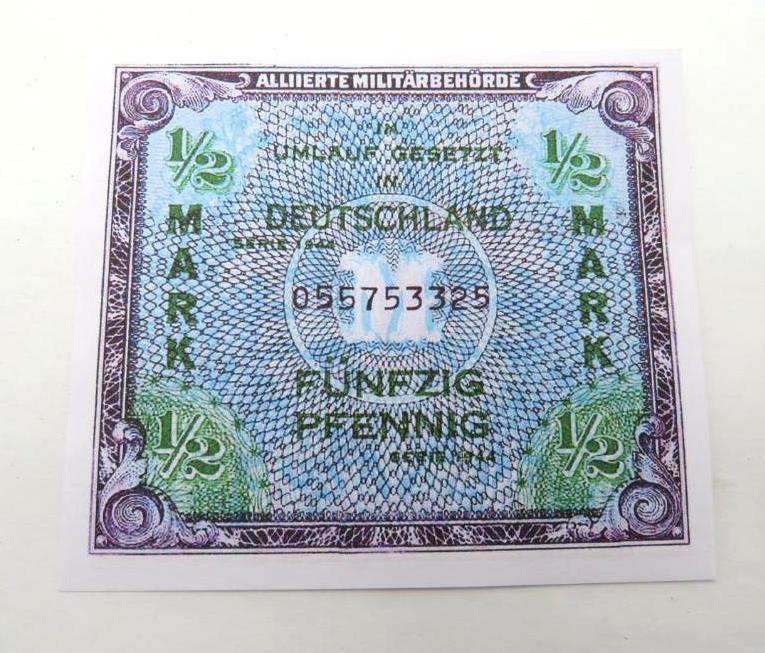 ALLIIERTE MILITÄRBEHÖRDE
1/2
1/2
IN
UMLAUF GESETZT
IN
DEUTSCHLAND
SERIE 1944
MARK
MARK
M
055753325
FÜNFZIG
PFENNIG
SERIE 1944
1/2
1/2